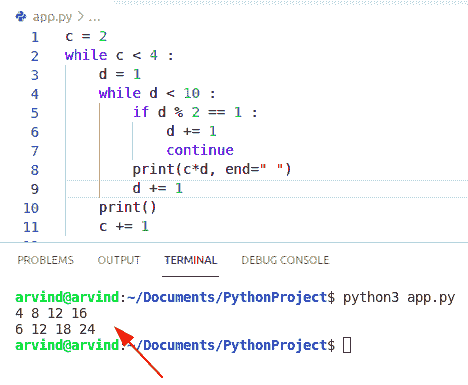 app.py > ...
1 c = 2
2 while c < 4 :
3     d = 1
4     while d < 10 :
5         if d % 2 == 1 :
6             d += 1
7             continue
8         print(c*d, end=" ")
9         d += 1
10     print()
11     c += 1
PROBLEMS OUTPUT TERMINAL DEBUG CONSOLE
arvind@arvind:~/Documents/PythonProject$ python3 app.py
4 8 12 16
6 12 18 24
arvind@arvind:~/Documents/PythonProject$